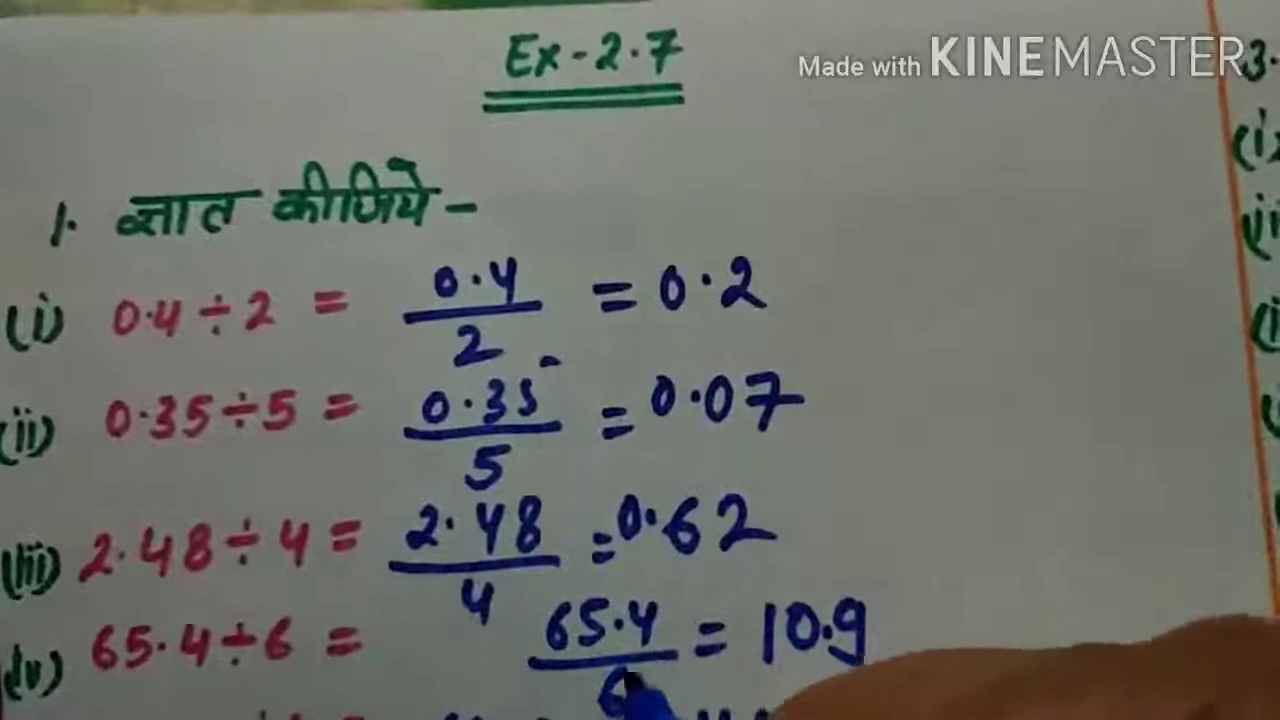 Ex-2.7
Made with KINEMASTER
1. ज्ञात कीजिये-
(i) 0.4÷2 = 0.4/2 = 0.2
(ii) 0.35÷5 = 0.35/5 = 0.07
(iii) 2.48÷4 = 2.48/4 = 0.62
(iv) 65.4÷6 = 65.4/6 = 10.9
3.